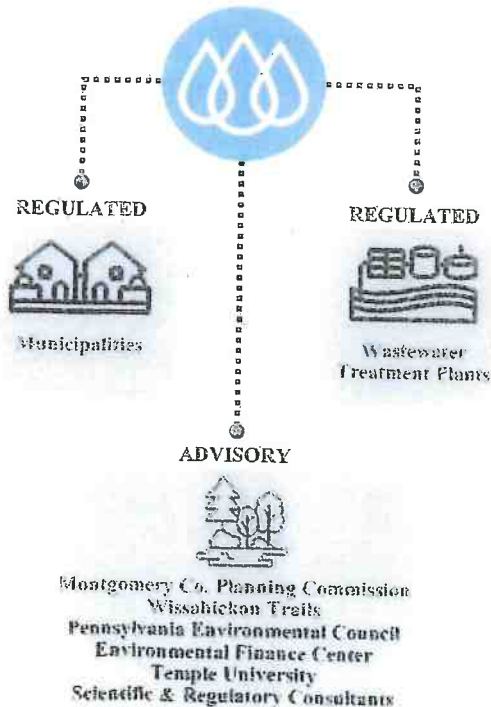 REGULATED
Municipalities
REGULATED
Wastewater
Treatment Plants
ADVISORY
Montgomery Co. Planning Commission
Wissahickon Trails
Pennsylvania Environmental Council
Environmental Finance Center
Temple University
Scientific & Regulatory Consultants